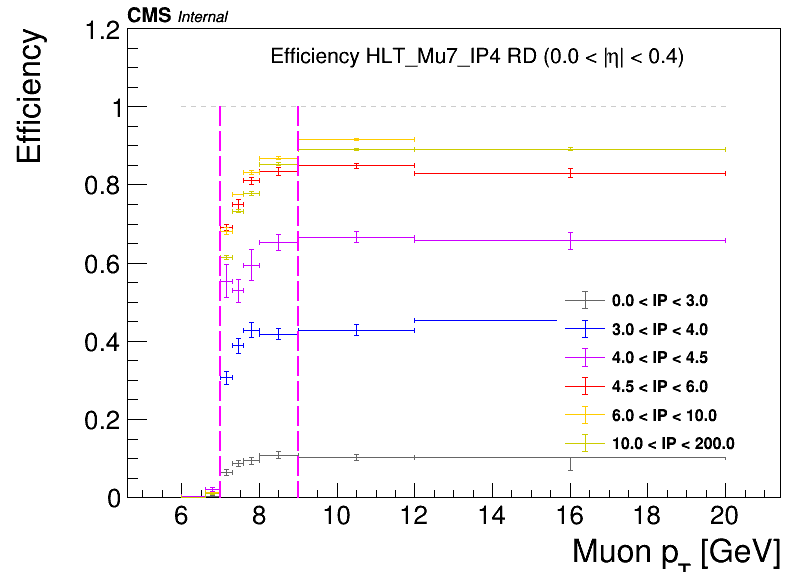 CMS Internal
Efficiency HLT_Mu7_IP4 RD (0.0 < |η| < 0.4)
Efficiency
1.2
1
0.8
0.6
0.4
0.2
0
0.0 < IP < 3.0
3.0 < IP < 4.0
4.0 < IP < 4.5
4.5 < IP < 6.0
6.0 < IP < 10.0
10.0 < IP < 200.0
6 8 10 12 14 16 18 20
Muon p_T [GeV]